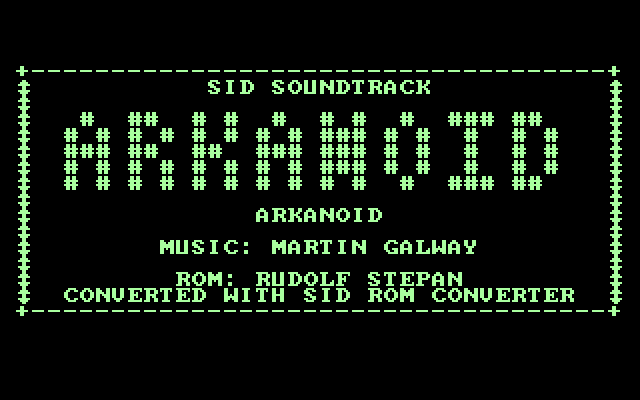 SID SOUNDTRACK
ARKANOID
ARKANOID
MUSIC: MARTIN GALWAY
ROM: RUDOLF STEPAN
CONVERTED WITH SID ROM CONVERTER